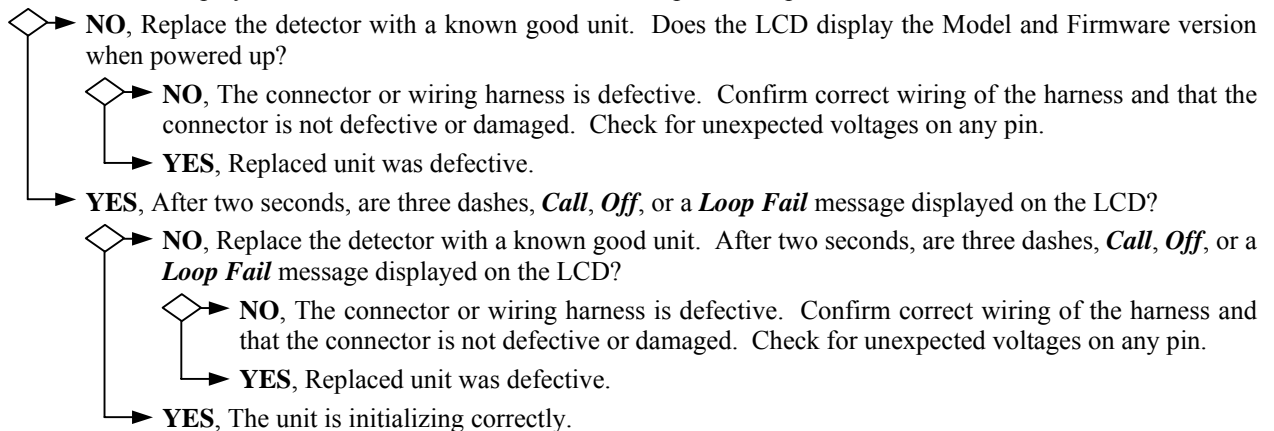 NO, Replace the detector with a known good unit. Does the LCD display the Model and Firmware version
when powered up?
NO, The connector or wiring harness is defective. Confirm correct wiring of the harness and that the
connector is not defective or damaged. Check for unexpected voltages on any pin.
YES, Replaced unit was defective.
YES, After two seconds, are three dashes, Call, Off, or a Loop Fail message displayed on the LCD?
NO, Replace the detector with a known good unit. After two seconds, are three dashes, Call, Off, or a
Loop Fail message displayed on the LCD?
NO, The connector or wiring harness is defective. Confirm correct wiring of the harness and
that the connector is not defective or damaged. Check for unexpected voltages on any pin.
YES, Replaced unit was defective.
YES, The unit is initializing correctly.